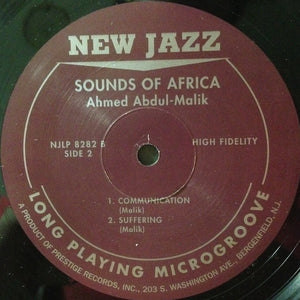 NEW JAZZ
SOUNDS OF AFRICA
Ahmed Abdul-Malik
NJLP 8282 B
SIDE 2
HIGH FIDELITY
1. COMMUNICATION
(Malik)
2. SUFFERING
(Malik)
LONG PLAYING MICROGROOVE
A PRODUCT OF PRESTIGE RECORDS, INC., 203 S. WASHINGTON AVE., BERGENFIELD, N.J.